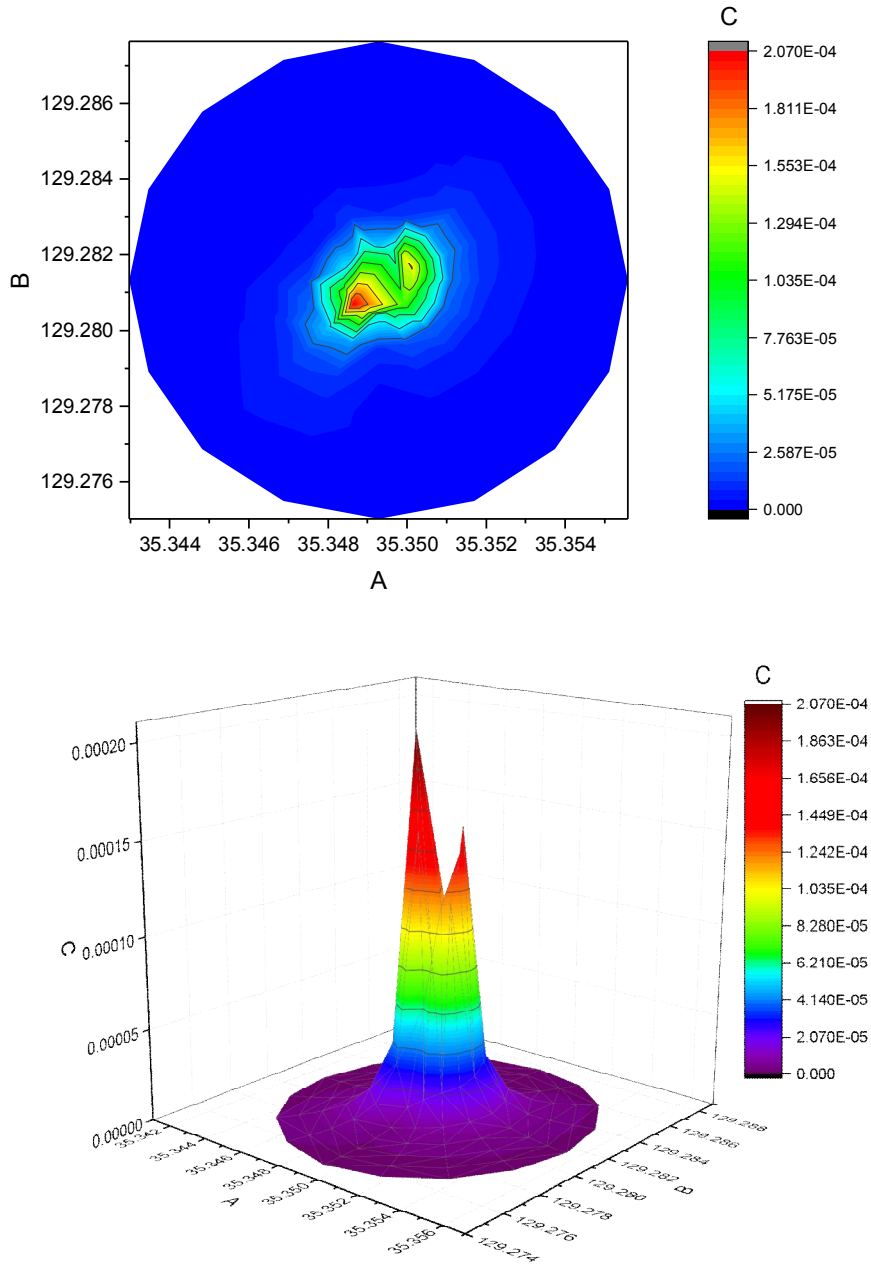 C
2.070E-04
1.811E-04
1.553E-04
1.294E-04
1.035E-04
7.763E-05
5.175E-05
2.587E-05
0.000
129.286
129.284
129.282
129.280
129.278
129.276
B
35.344 35.346 35.348 35.350 35.352 35.354
A
C
2.070E-04
1.863E-04
1.656E-04
1.449E-04
1.242E-04
1.035E-04
8.280E-05
6.210E-05
4.140E-05
2.070E-05
0.000
0.00020
0.00015
0.00010
0.00005
0.00000
C
35.342
35.344
35.346
35.348
35.350
35.352
35.354
35.356
A
129.288
129.286
129.284
129.282
129.280
129.278
129.276
129.274
B